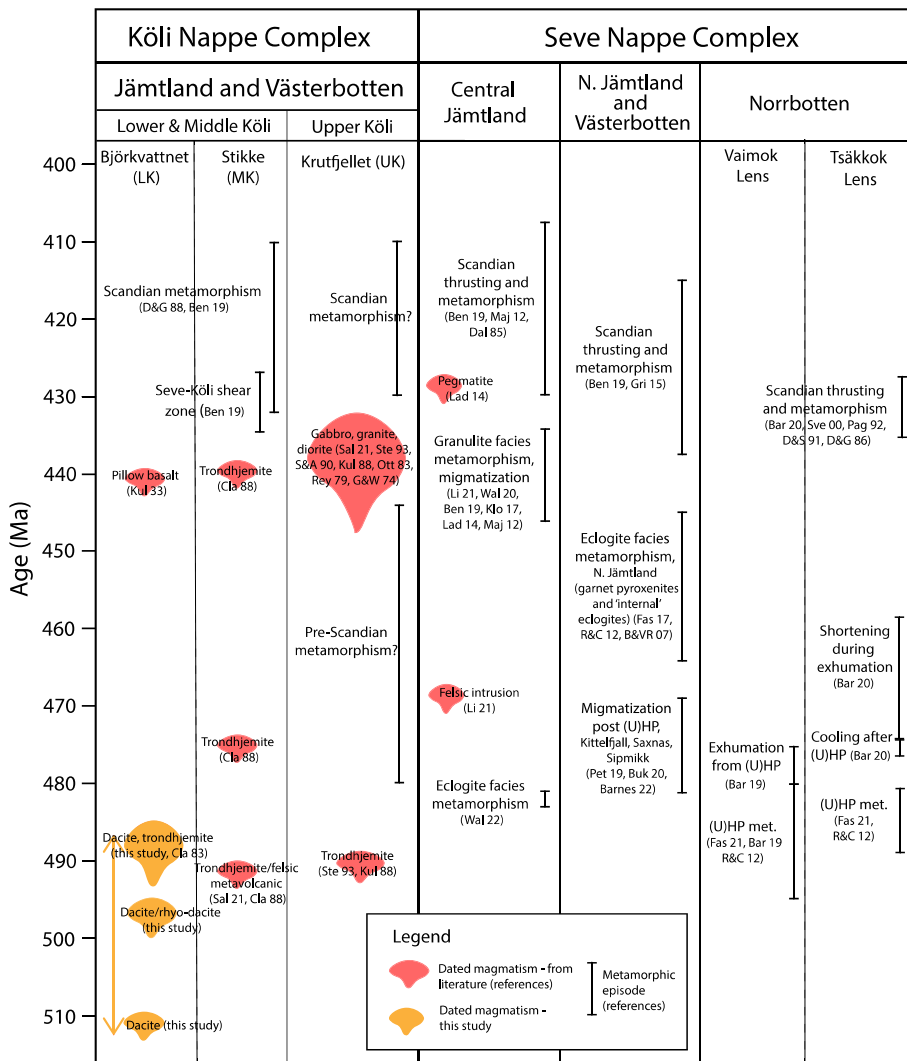 Köli Nappe Complex
Seve Nappe Complex
Jämtland and Västerbotten
Central
Jämtland
N. Jämtland
and
Västerbotten
Norrbotten
Lower & Middle Köli
Upper Köli
Björkvattnet
(LK)
Stikke
(MK)
Krutfjellet (UK)
Vaimok
Lens
Tsäkkok
Lens
Age (Ma)
400
410
420
430
440
450
460
470
480
490
500
510
Scandian metamorphism
(D&G 88, Ben 19)
Seve-Köli shear
zone (Ben 19)
Pillow basalt
(Kul 33)
Trondhjemite
(Cla 88)
Trondhjemite
(Cla 88)
Dacite, trondhjemite
(this study, Cla 83)
Trondhjemite/felsic
metavolcanic
(Sal 21, Cla 88)
Dacite/rhyo-dacite
(this study)
Dacite (this study)
Scandian
metamorphism?
Gabbro, granite,
diorite (Sal 21, Ste 93,
S&A 90, Kul 88, Ott 83,
Rey 79, G&W 74)
Pre-Scandian
metamorphism?
Trondhjemite
(Ste 93, Kul 88)
Scandian
thrusting and
metamorphism
(Ben 19, Maj 12,
Dal 85)
Pegmatite
(Lad 14)
Granulite facies
metamorphism,
migmatization
(Li 21, Wal 20,
Ben 19, Klo 17,
Lad 14, Maj 12)
Felsic intrusion
(Li 21)
Eclogite facies
metamorphism
(Wal 22)
Scandian
thrusting and
metamorphism
(Ben 19, Gri 15)
Eclogite facies
metamorphism,
N. Jämtland
(garnet pyroxenites
and 'internal'
eclogites) (Fas 17,
R&C 12, B&VR 07)
Migmatization
post (U)HP,
Kittelfjall, Saxnas,
Sipmikk
(Pet 19, Buk 20,
Barnes 22)
Exhumation
from (U)HP
(Bar 19)
(U)HP met.
(Fas 21, Bar 19
R&C 12)
Scandian thrusting
and metamorphism
(Bar 20, Sve 00, Pag 92,
D&S 91, D&G 86)
Shortening
during
exhumation
(Bar 20)
Cooling after
(U)HP (Bar 20)
(U)HP met.
(Fas 21,
R&C 12)
Legend
Dated magmatism - from
literature (references)
Dated magmatism -
this study
Metamorphic
episode
(references)